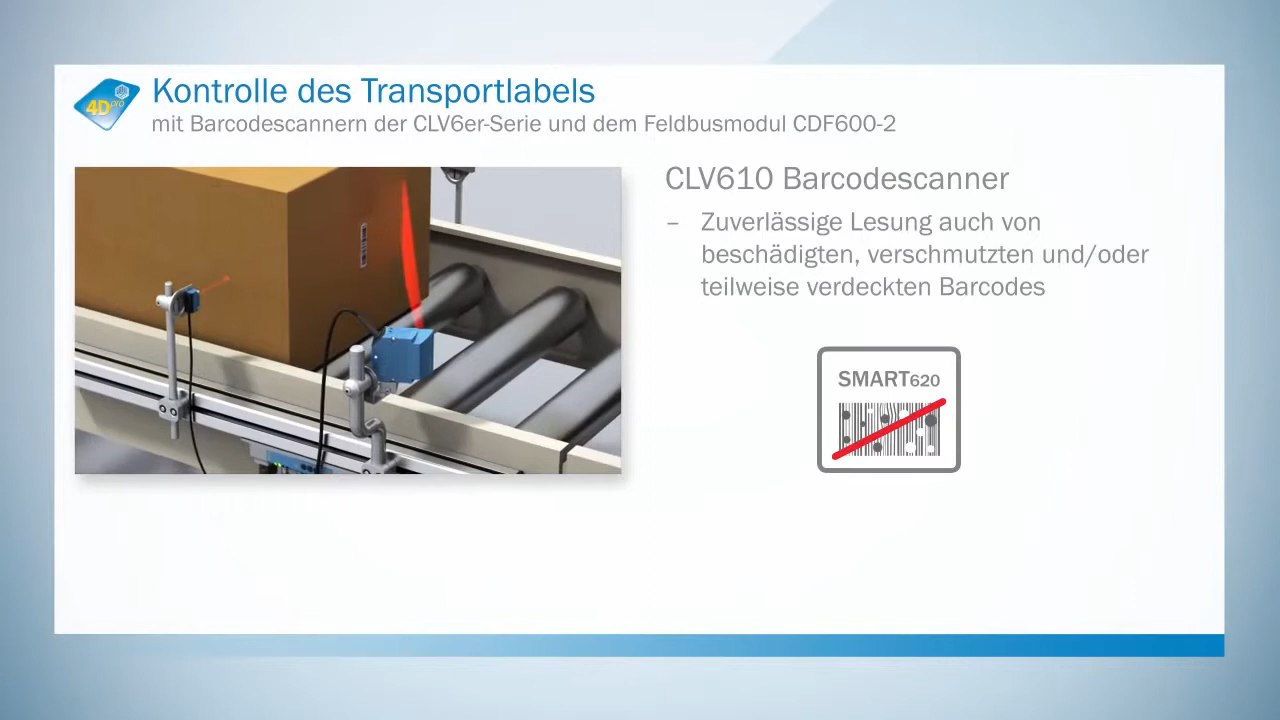 4Dpro
Kontrolle des Transportlabels
mit Barcodescannern der CLV6er-Serie und dem Feldbusmodul CDF600-2
CLV610 Barcodescanner
– Zuverlässige Lesung auch von
beschädigten, verschmutzten und/oder
teilweise verdeckten Barcodes
SMART620